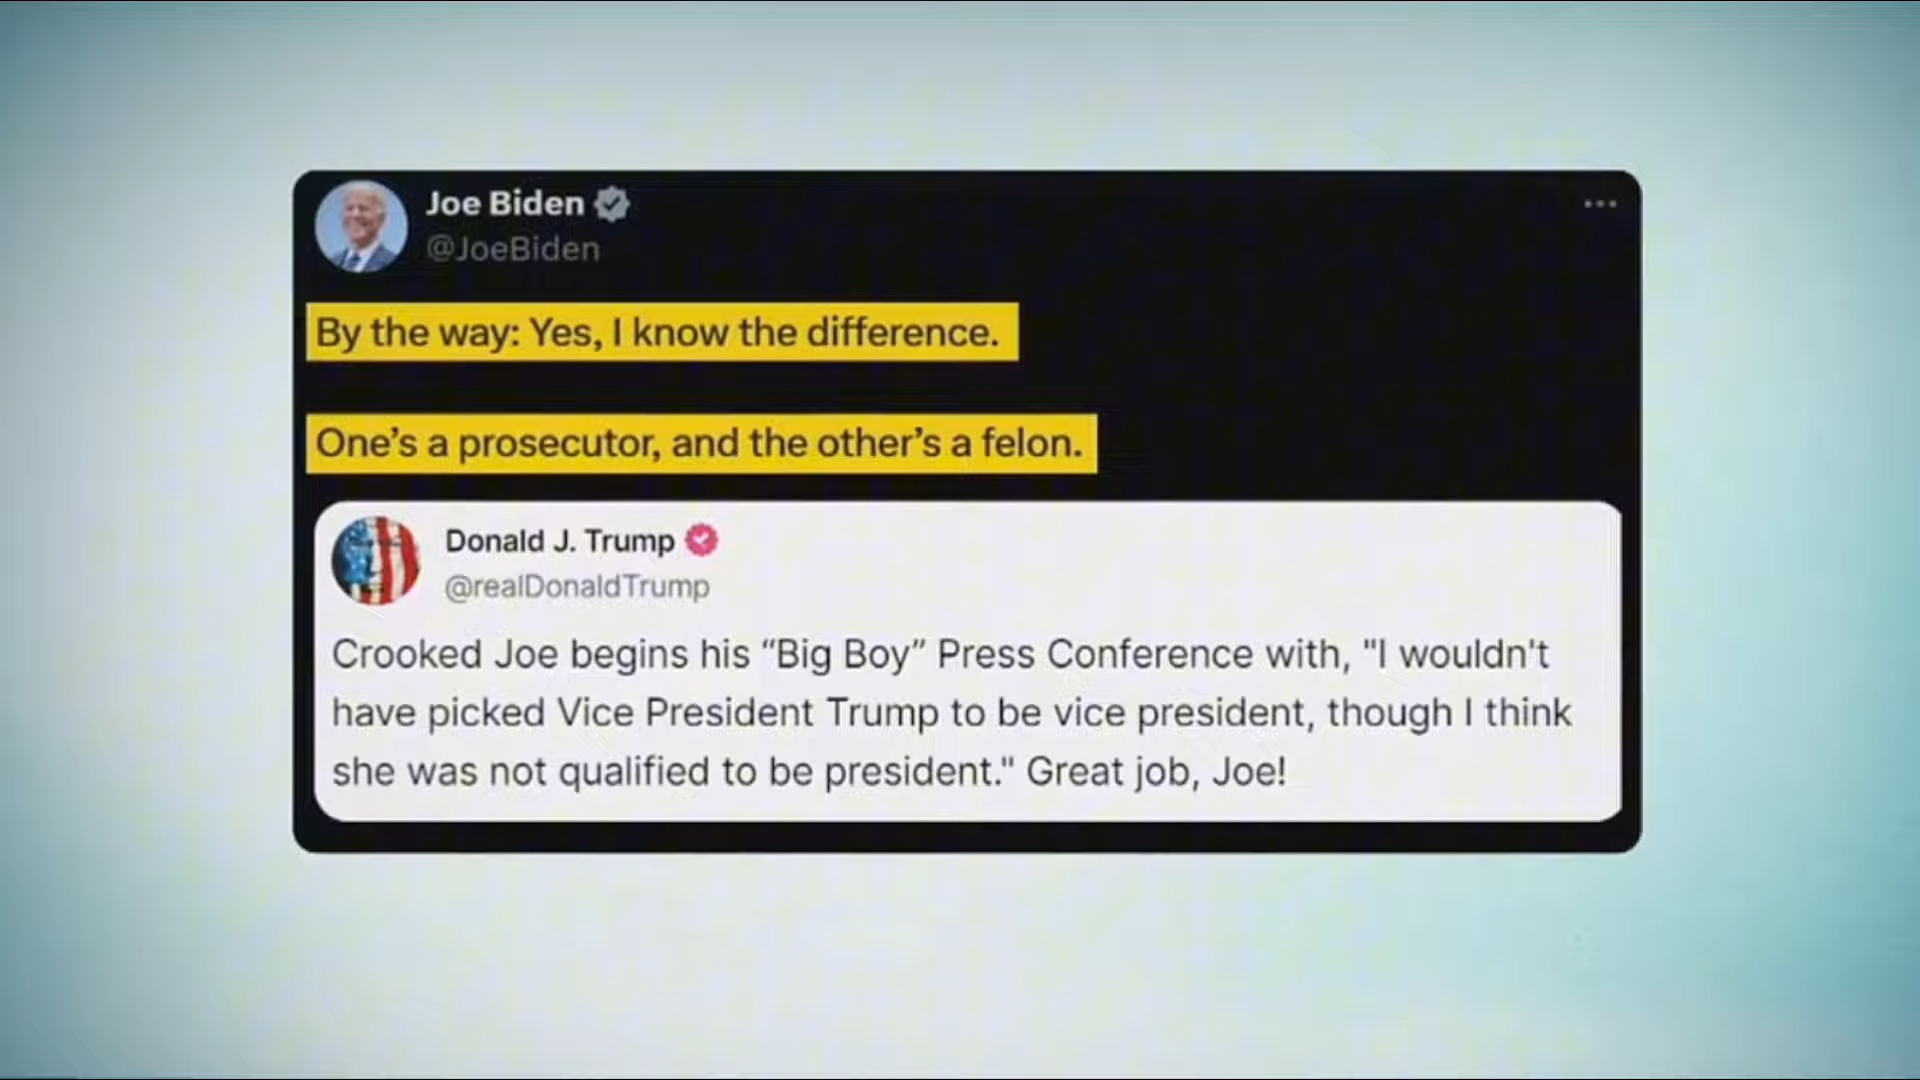 Joe Biden
@JoeBiden
By the way: Yes, I know the difference.
One’s a prosecutor, and the other’s a felon.
Donald J. Trump
@realDonaldTrump
Crooked Joe begins his “Big Boy” Press Conference with, "I wouldn't
have picked Vice President Trump to be vice president, though I think
she was not qualified to be president." Great job, Joe!